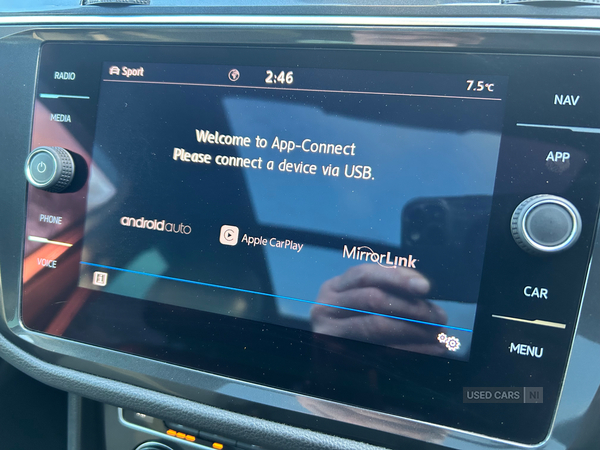 RADIO
MEDIA
PHONE
VOICE
Sport
2:46
7.5°C
Welcome to App-Connect
Please connect a device via USB.
androidauto
Apple CarPlay
MirrorLink
NAV
APP
CAR
MENU
USED CARS NI